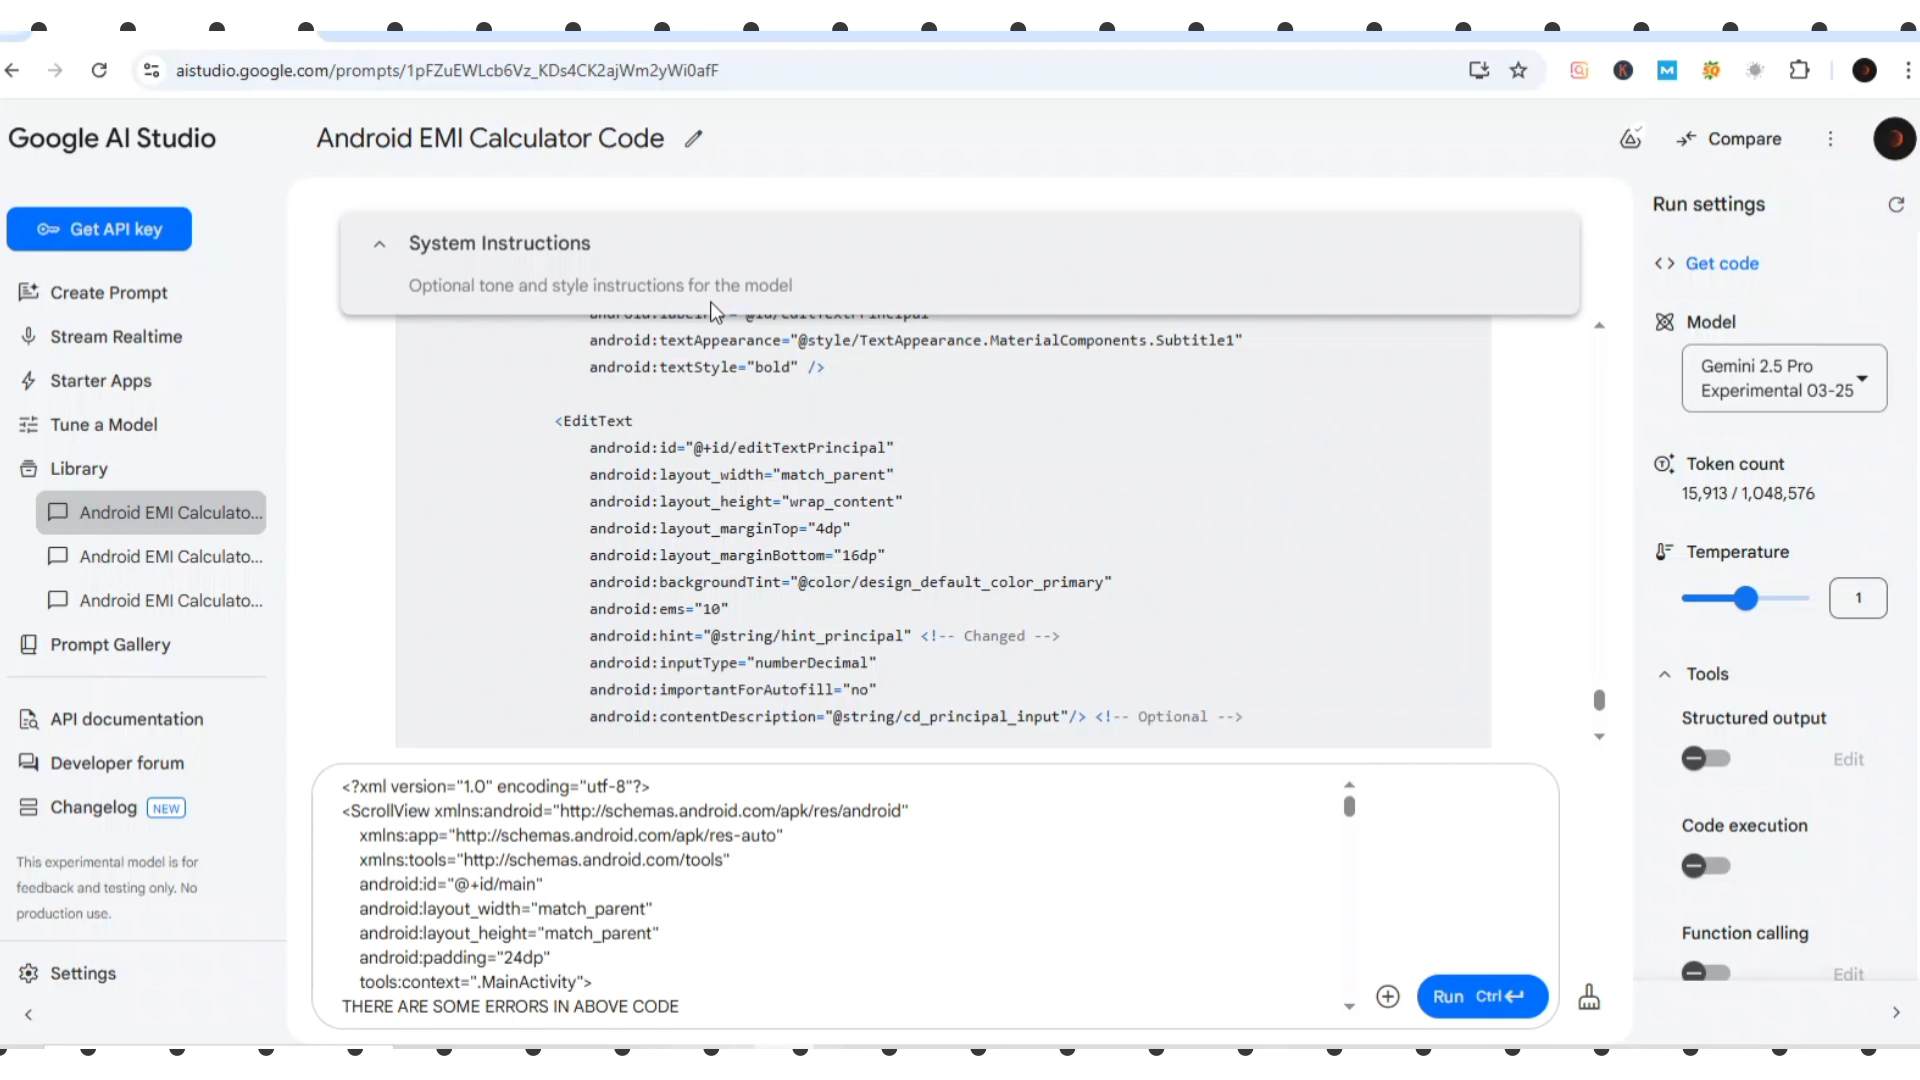 aistudio.google.com/prompts/1pFZuEWLcb6Vz_KDs4CK2ajWm2yWi0afF
Google AI Studio
Android EMI Calculator Code
Compare
Get API key
Create Prompt
Stream Realtime
Starter Apps
Tune a Model
Library
Android EMI Calculato...
Android EMI Calculato...
Android EMI Calculato...
Prompt Gallery
API documentation
Developer forum
Changelog NEW
This experimental model is for
feedback and testing only. No
production use.
Settings
System Instructions
Optional tone and style instructions for the model
android:textAppearance="@style/TextAppearance.MaterialComponents.Subtitle1"
android:textStyle="bold" />
<EditText
android:id="@+id/editTextPrincipal"
android:layout_width="match_parent"
android:layout_height="wrap_content"
android:layout_marginTop="4dp"
android:layout_marginBottom="16dp"
android:backgroundTint="@color/design_default_color_primary"
android:ems="10"
android:hint="@string/hint_principal" <!-- Changed -->
android:inputType="numberDecimal"
android:importantForAutofill="no"
android:contentDescription="@string/cd_principal_input"/> <!-- Optional -->
<?xml version="1.0" encoding="utf-8"?>
<ScrollView xmlns:android="http://schemas.android.com/apk/res/android"
xmlns:app="http://schemas.android.com/apk/res-auto"
xmlns:tools="http://schemas.android.com/tools"
android:id="@+id/main"
android:layout_width="match_parent"
android:layout_height="match_parent"
android:padding="24dp"
tools:context=".MainActivity">
THERE ARE SOME ERRORS IN ABOVE CODE
Run Ctrl
Run settings
Get code
Model
Gemini 2.5 Pro
Experimental 03-25
Token count
15,913 / 1,048,576
Temperature
1
Tools
Structured output
Edit
Code execution
Function calling
Edit